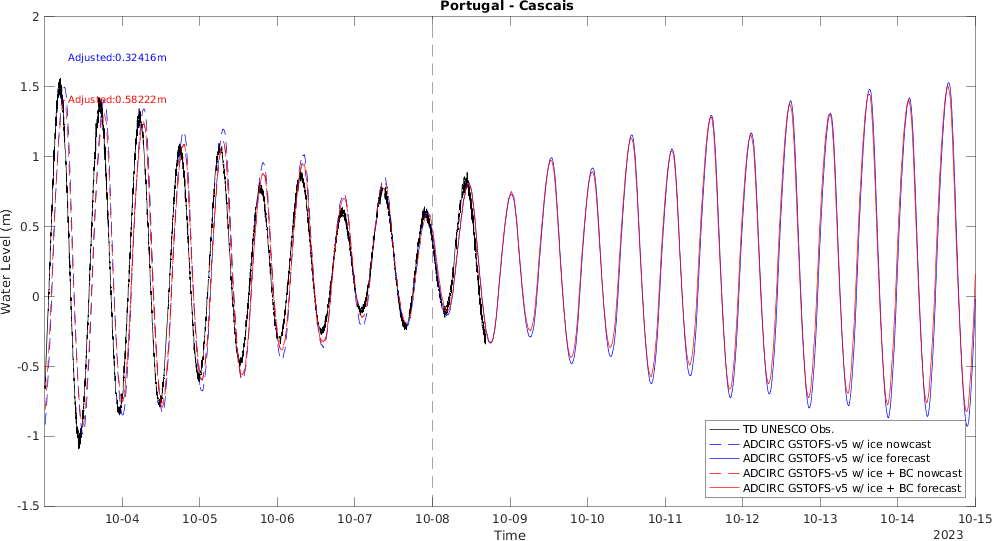 Portugal - Cascais
2
1.5
1
0.5
0
-0.5
-1
-1.5
Water Level (m)
Adjusted:0.32416m
Adjusted:0.58222m
TD UNESCO Obs.
ADCIRC GSTOFS-v5 w/ ice nowcast
ADCIRC GSTOFS-v5 w/ ice forecast
ADCIRC GSTOFS-v5 w/ ice + BC nowcast
ADCIRC GSTOFS-v5 w/ ice + BC forecast
10-04 10-05 10-06 10-07 10-08 10-09 10-10 10-11 10-12 10-13 10-14 10-15
Time
2023